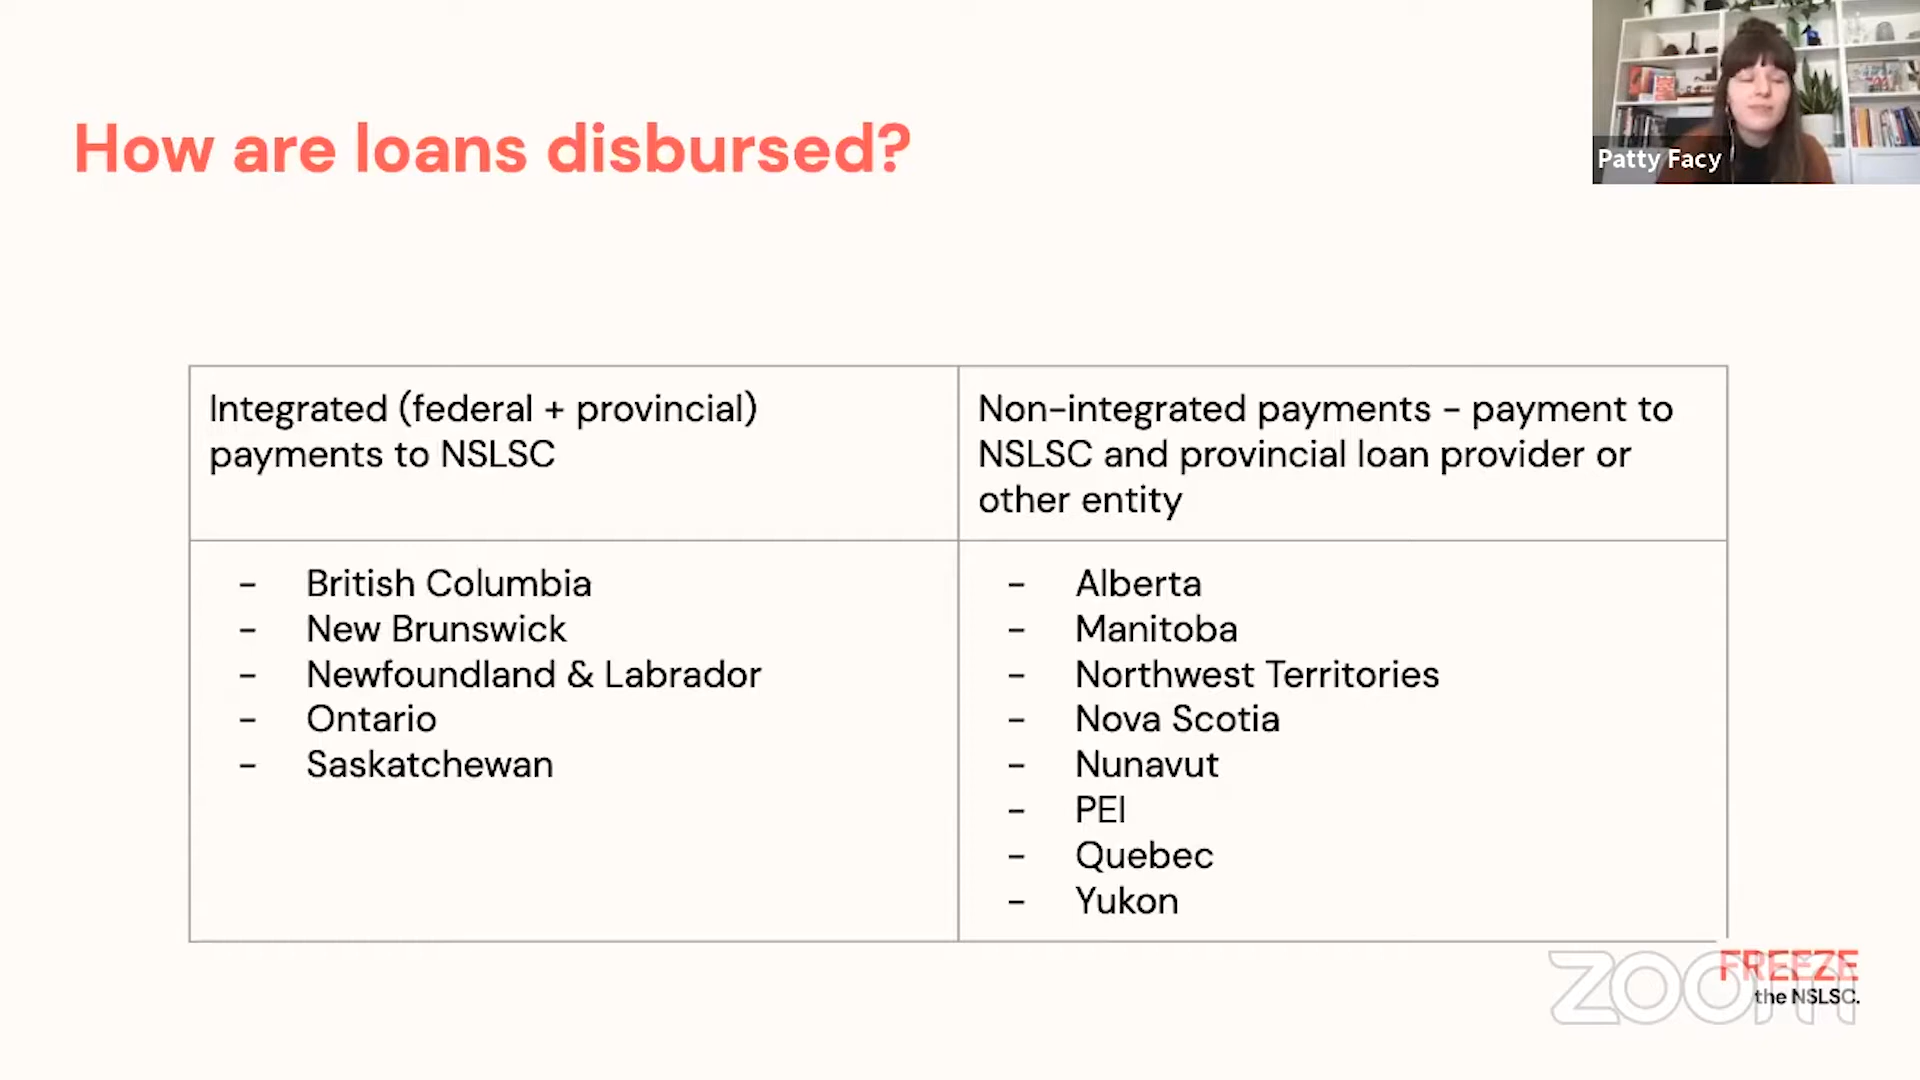 How are loans disbursed?
Patty Facy
Integrated (federal + provincial)
payments to NSLSC
Non-integrated payments - payment to
NSLSC and provincial loan provider or
other entity
- British Columbia
- New Brunswick
- Newfoundland & Labrador
- Ontario
- Saskatchewan
- Alberta
- Manitoba
- Northwest Territories
- Nova Scotia
- Nunavut
- PEI
- Quebec
- Yukon
FREEZE
the NSLSC.
zoom